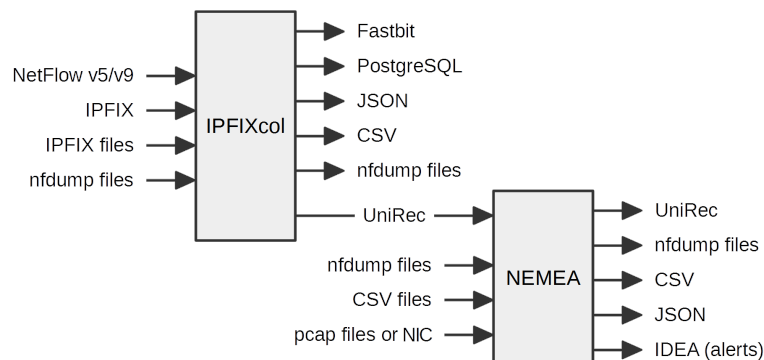 NetFlow v5/v9
IPFIX
IPFIX files
nfdump files
IPFIXcol
Fastbit
PostgreSQL
JSON
CSV
nfdump files
UniRec
nfdump files
CSV files
pcap files or NIC
NEMEA
UniRec
nfdump files
CSV
JSON
IDEA (alerts)